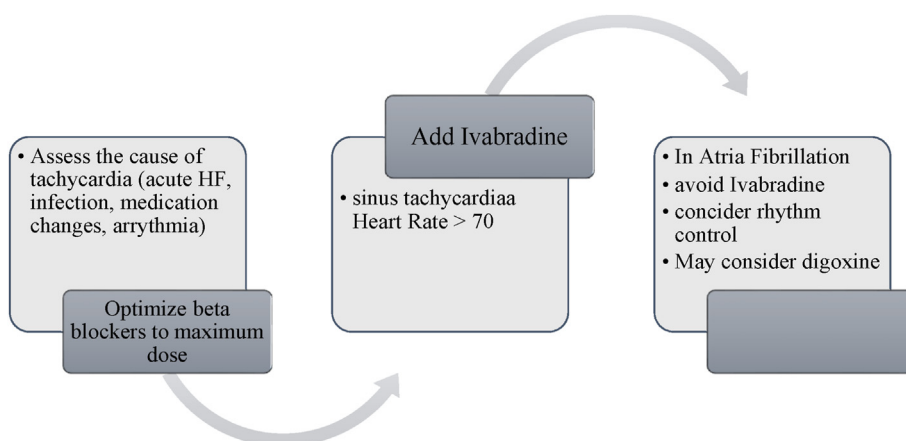 • Assess the cause of
tachycardia (acute HF,
infection, medication
changes, arrythmia)
Optimize beta
blockers to maximum
dose
Add Ivabradine
• sinus tachycardiaa
Heart Rate > 70
• In Atria Fibrillation
• avoid Ivabradine
• concider rhythm
control
• May consider digoxine